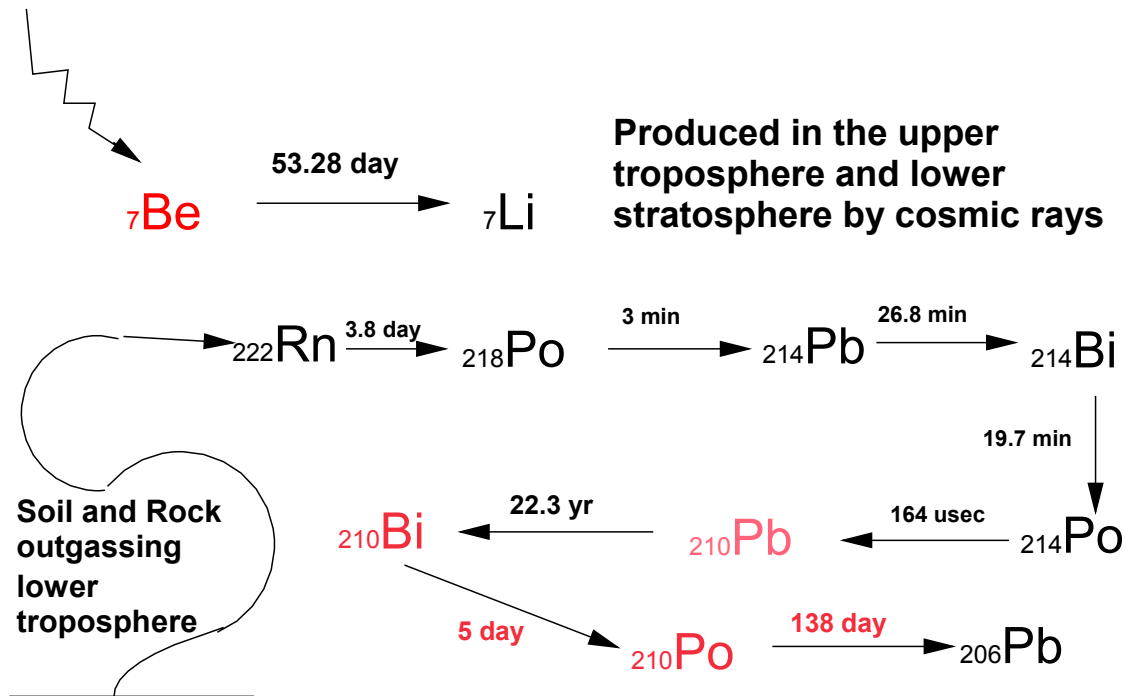 53.28 day
Produced in the upper
troposphere and lower
stratosphere by cosmic rays
7Be
7Li
222Rn
3.8 day
218Po
3 min
214Pb
26.8 min
214Bi
19.7 min
Soil and Rock
outgassing
lower
troposphere
210Bi
22.3 yr
210Pb
164 usec
214Po
5 day
210Po
138 day
206Pb